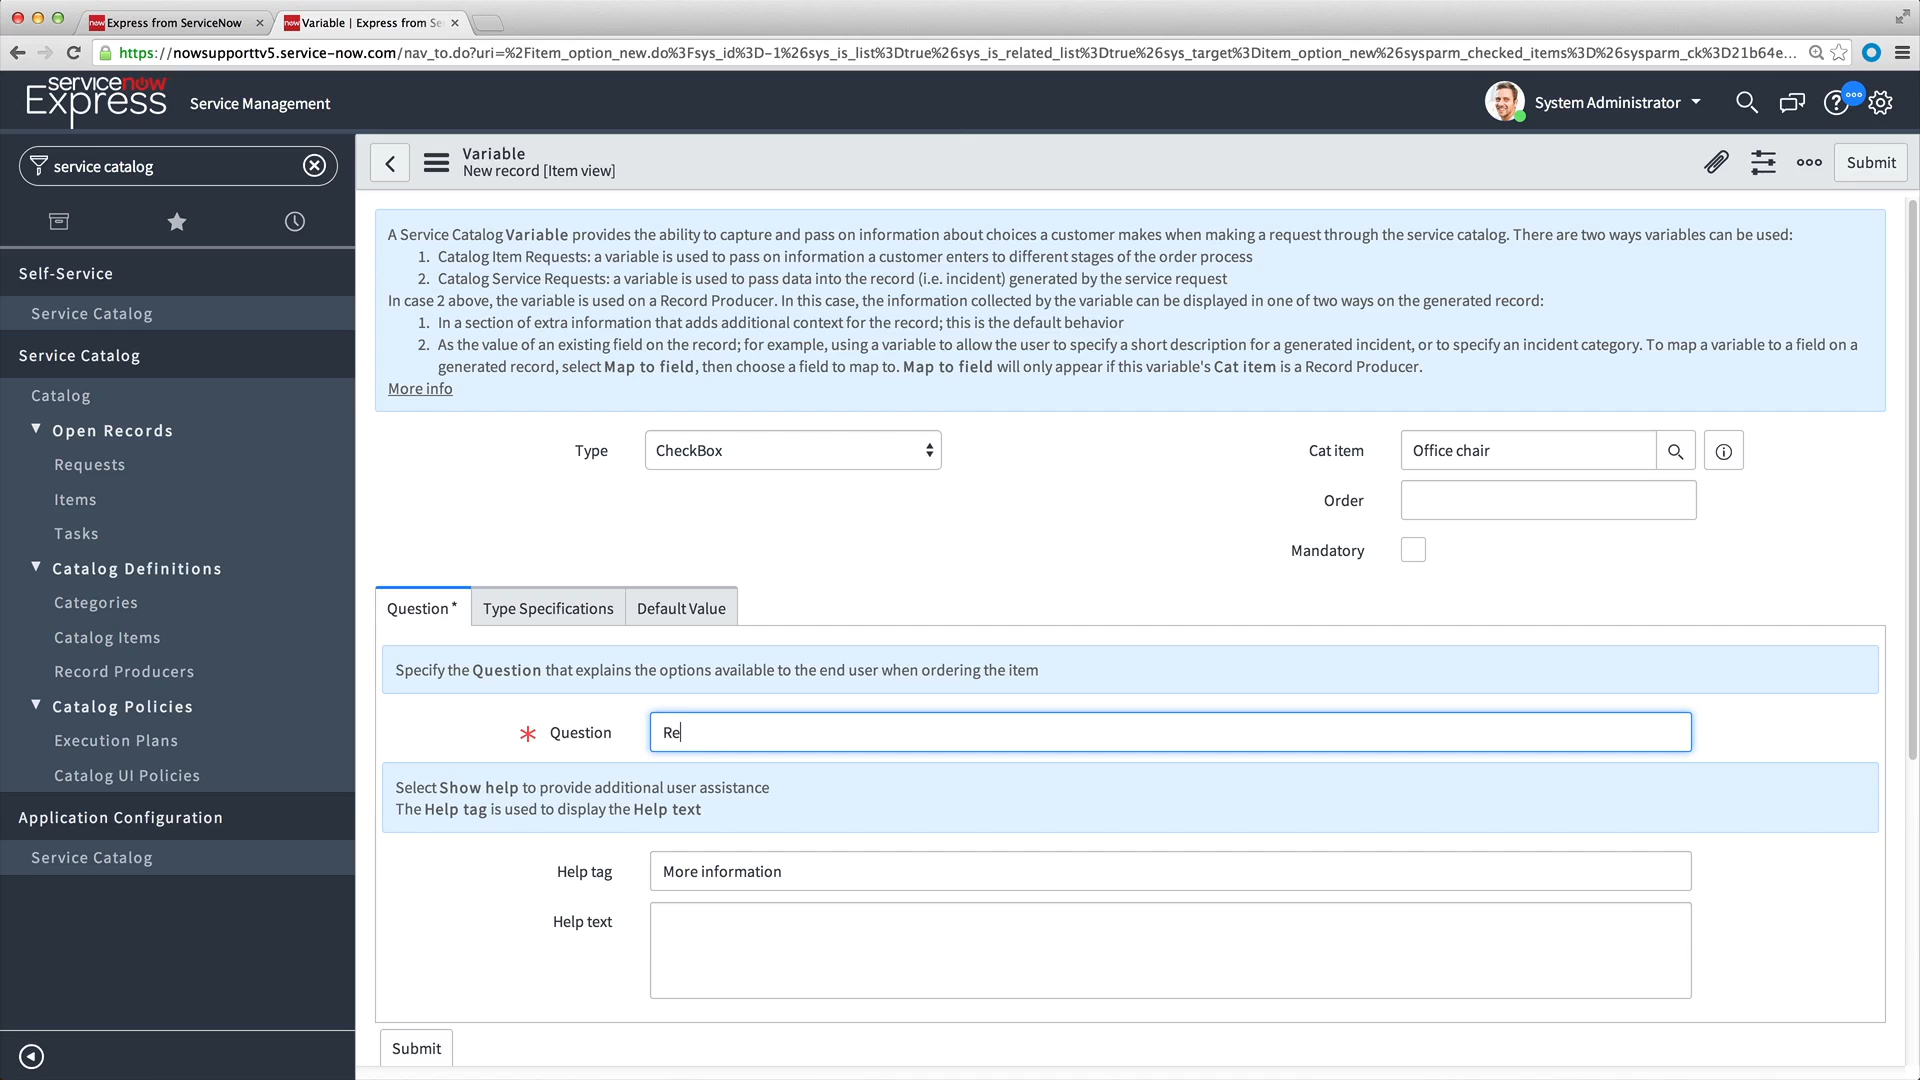 Express from ServiceNow
Variable | Express from Se
https://nowsupporttv5.service-now.com/nav_to.do?uri=%2Fitem_option_new.do%3Fsys_id%3D-1%26sys_is_list%3Dtrue%26sys_is_related_list%3Dtrue%26sys_target%3Ditem_option_new%26sysparm_checked_items%3D%26sysparm_ck%3D21b64e...
servicenow
Express
Service Management
System Administrator
service catalog
Variable
New record [Item view]
Submit
Self-Service
Service Catalog
Service Catalog
Catalog
Open Records
Requests
Items
Tasks
Catalog Definitions
Categories
Catalog Items
Record Producers
Catalog Policies
Execution Plans
Catalog UI Policies
Application Configuration
Service Catalog
A Service Catalog Variable provides the ability to capture and pass on information about choices a customer makes when making a request through the service catalog. There are two ways variables can be used:
1. Catalog Item Requests: a variable is used to pass on information a customer enters to different stages of the order process
2. Catalog Service Requests: a variable is used to pass data into the record (i.e. incident) generated by the service request
In case 2 above, the variable is used on a Record Producer. In this case, the information collected by the variable can be displayed in one of two ways on the generated record:
1. In a section of extra information that adds additional context for the record; this is the default behavior
2. As the value of an existing field on the record; for example, using a variable to allow the user to specify a short description for a generated incident, or to specify an incident category. To map a variable to a field on a
generated record, select Map to field, then choose a field to map to. Map to field will only appear if this variable's Cat item is a Record Producer.
More info
Type
CheckBox
Cat item
Office chair
Order
Mandatory
Question *
Type Specifications
Default Value
Specify the Question that explains the options available to the end user when ordering the item
Question
Re
Select Show help to provide additional user assistance
The Help tag is used to display the Help text
Help tag
More information
Help text
Submit